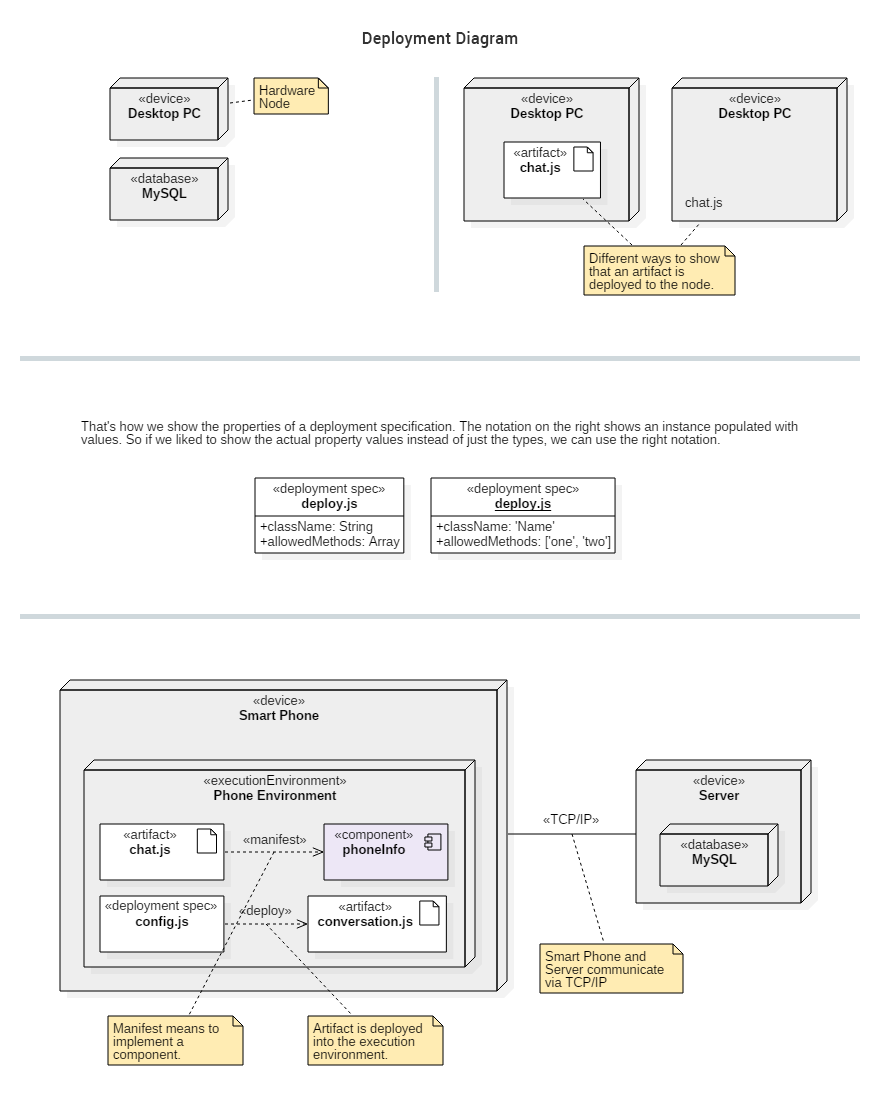 Deployment Diagram
«device»
Desktop PC
Hardware
Node
«database»
MySQL
«device»
Desktop PC
«artifact»
chat.js
«device»
Desktop PC
chat.js
Different ways to show
that an artifact is
deployed to the node.
That's how we show the properties of a deployment specification. The notation on the right shows an instance populated with
values. So if we liked to show the actual property values instead of just the types, we can use the right notation.
«deployment spec»
deploy.js
+className: String
+allowedMethods: Array
«deployment spec»
deploy.js
+className: 'Name'
+allowedMethods: ['one', 'two']
«device»
Smart Phone
«executionEnvironment»
Phone Environment
«artifact»
chat.js
«manifest»
«component»
phoneInfo
«deployment spec»
config.js
«deploy»
«artifact»
conversation.js
«TCP/IP»
«device»
Server
«database»
MySQL
Smart Phone and
Server communicate
via TCP/IP
Manifest means to
implement a
component.
Artifact is deployed
into the execution
environment.